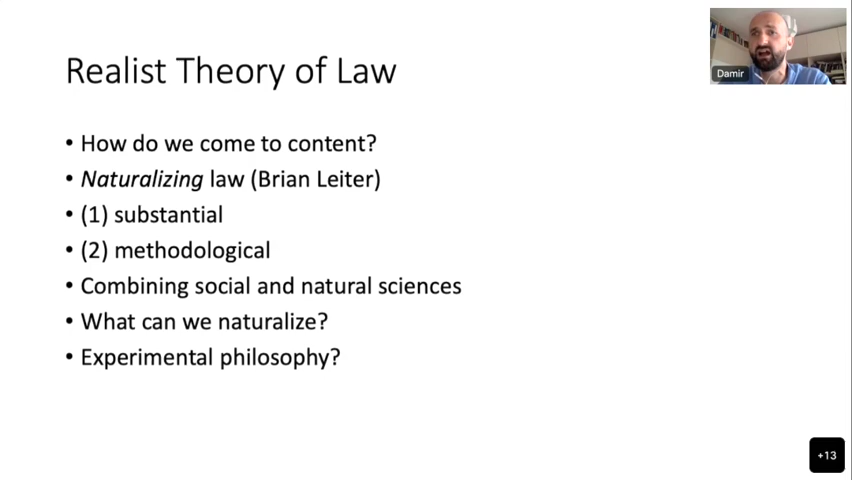 Realist Theory of Law
• How do we come to content?
• Naturalizing law (Brian Leiter)
• (1) substantial
• (2) methodological
• Combining social and natural sciences
• What can we naturalize?
• Experimental philosophy?
Damir
+13